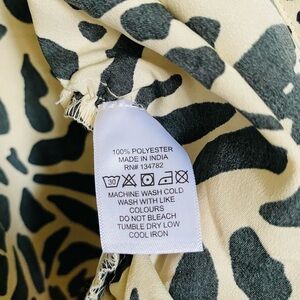 100% POLYESTER
MADE IN INDIA
RN# 134782
30
MACHINE WASH COLD
WASH WITH LIKE
COLOURS
DO NOT BLEACH
TUMBLE DRY LOW
COOL IRON